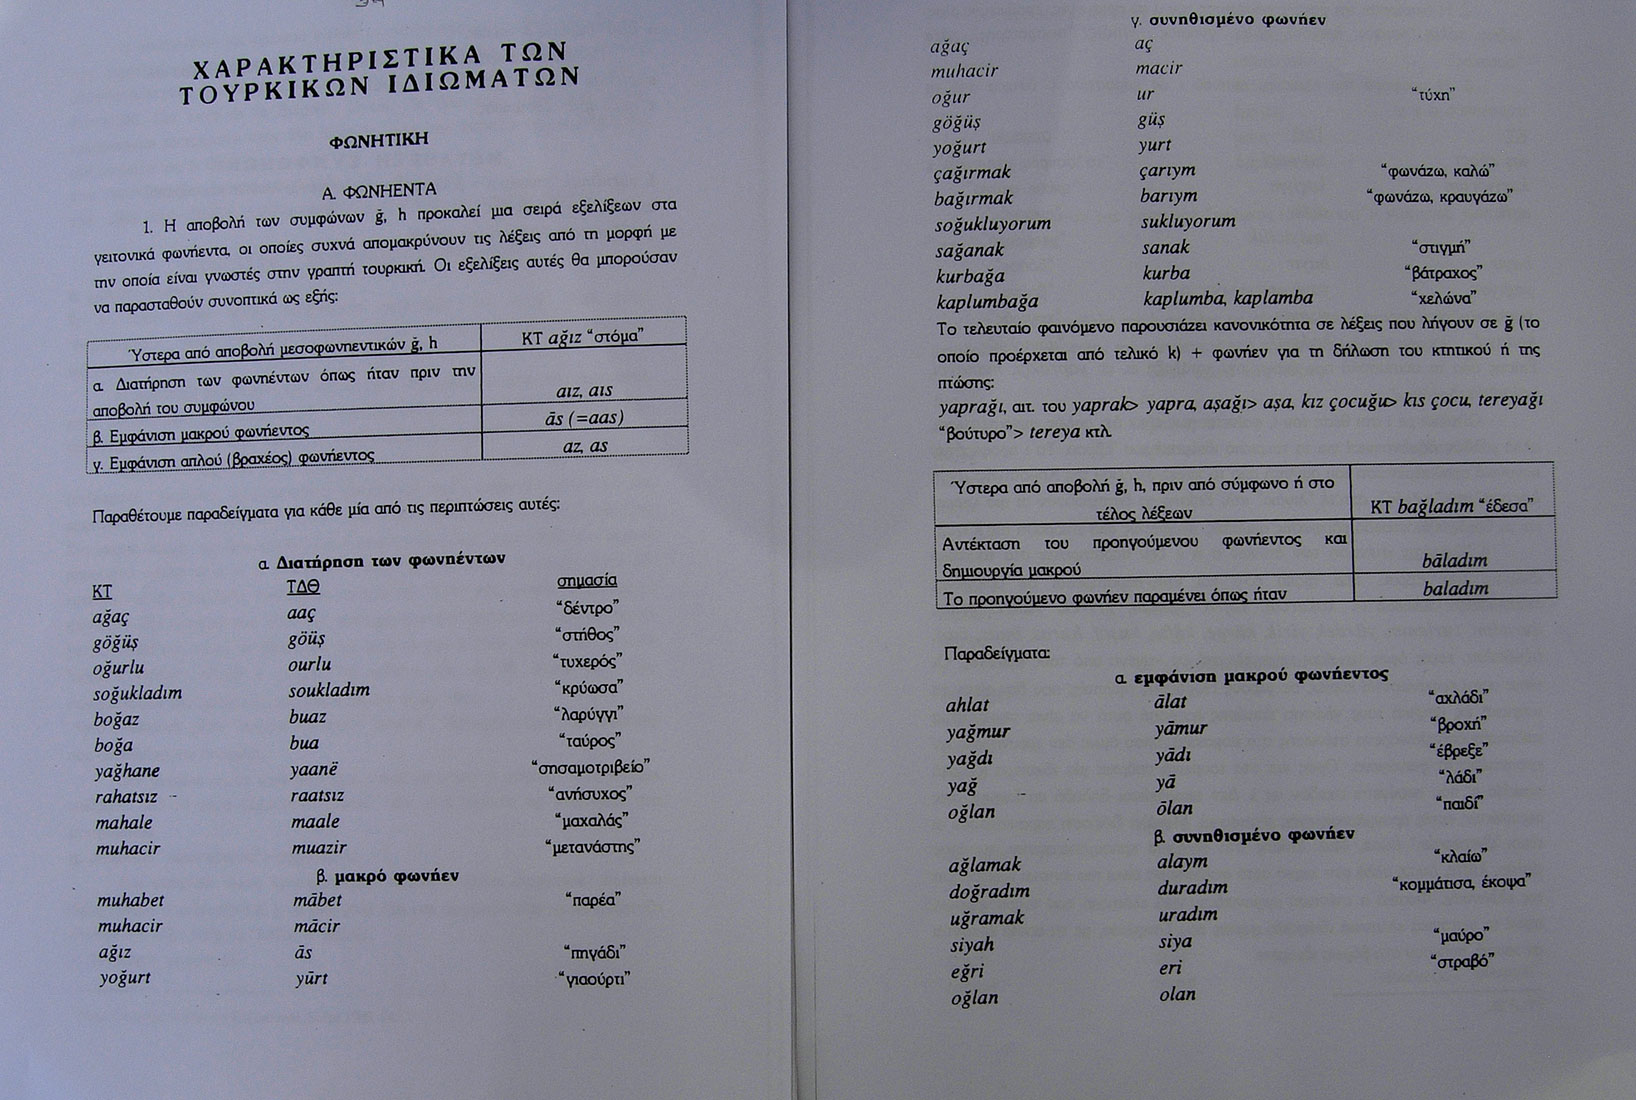 ΧΑΡΑΚΤΗΡΙΣΤΙΚΑ ΤΩΝ
ΤΟΥΡΚΙΚΩΝ ΙΔΙΩΜΑΤΩΝ
ΦΩΝΗΤΙΚΗ
Α. ΦΩΝΗΕΝΤΑ
1. Η αποβολή των συμφώνων ğ, h προκαλεί μια σειρά εξελίξεων στα
γειτονικά φωνήεντα, οι οποίες συχνά απομακρύνουν τις λέξεις από τη μορφή με
την οποία είναι γνωστές στην γραπτή τουρκική. Οι εξελίξεις αυτές θα μπορούσαν
να παρασταθούν συνοπτικά ως εξής:
Ύστερα από αποβολή μεσοφωνηεντικών ğ, h ΚΤ ağız “στόμα”
α. Διατήρηση των φωνηέντων όπως ήταν πριν την
αποβολή του συμφώνου aız, aıs
β. Εμφάνιση μακρού φωνήεντος ās (=aas)
γ. Εμφάνιση απλού (βραχέος) φωνήεντος az, as
Παραθέτουμε παραδείγματα για κάθε μία από τις περιπτώσεις αυτές:
α. Διατήρηση των φωνηέντων
ΚΤ ΤΔΘ σημασία
ağaç aaç “δέντρο”
göğüş göüş “στήθος”
oğurlu ourlu “τυχερός”
soğukladım soukladım “κρύωσα”
boğaz buaz “λαρύγγι”
boğa bua “ταύρος”
yağhane yaanë “σησαμοτριβείο”
rahatsız raatsız “ανήσυχος”
mahale maale “μαχαλάς”
muhacir muazir “μετανάστης”
β. μακρό φωνήεν
muhabet mābet “παρέα”
muhacir mācir
ağız ās “πηγάδι”
yoğurt yūrt “γιαούρτι”
γ. συνηθισμένο φωνήεν
ağaç aç
muhacir macir
oğur ur “τύχη”
göğüş güş
yoğurt yurt
çağırmak çarıym “φωνάζω, καλώ”
bağırmak barıym “φωνάζω, κραυγάζω”
soğukluyorum sukluyorum
sağanak sanak “στιγμή”
kurbağa kurba “βάτραχος”
kaplumbağa kaplumba, kaplamba “χελώνα”
Το τελευταίο φαινόμενο παρουσιάζει κανονικότητα σε λέξεις που λήγουν σε ğ (το
οποίο προέρχεται από τελικό k) + φωνήεν για τη δήλωση του κτητικού ή της
πτώσης:
yaprağı, αιτ. του yaprak> yapra, aşağı> aşa, kız çocuğu> kıs çocu, tereyağı
“βούτυρο”> tereya κτλ.
Ύστερα από αποβολή ğ, h, πριν από σύμφωνο ή στο
τέλος λέξεων ΚΤ bağladım “έδεσα”
Αντέκταση του προηγούμενου φωνήεντος και
δημιουργία μακρού bāladım
Το προηγούμενο φωνήεν παραμένει όπως ήταν baladım
Παραδείγματα:
α. εμφάνιση μακρού φωνήεντος
ahlat ālat “αχλάδι”
yağmur yāmur “βροχή”
yağdı yādı “έβρεξε”
yağ yā “λάδι”
oğlan ōlan “παιδί”
β. συνηθισμένο φωνήεν
ağlamak alaym “κλαίω”
doğradım duradım “κομμάτισα, έκοψα”
uğramak uradım
siyah siya “μαύρο”
eğri eri “στραβό”
oğlan olan